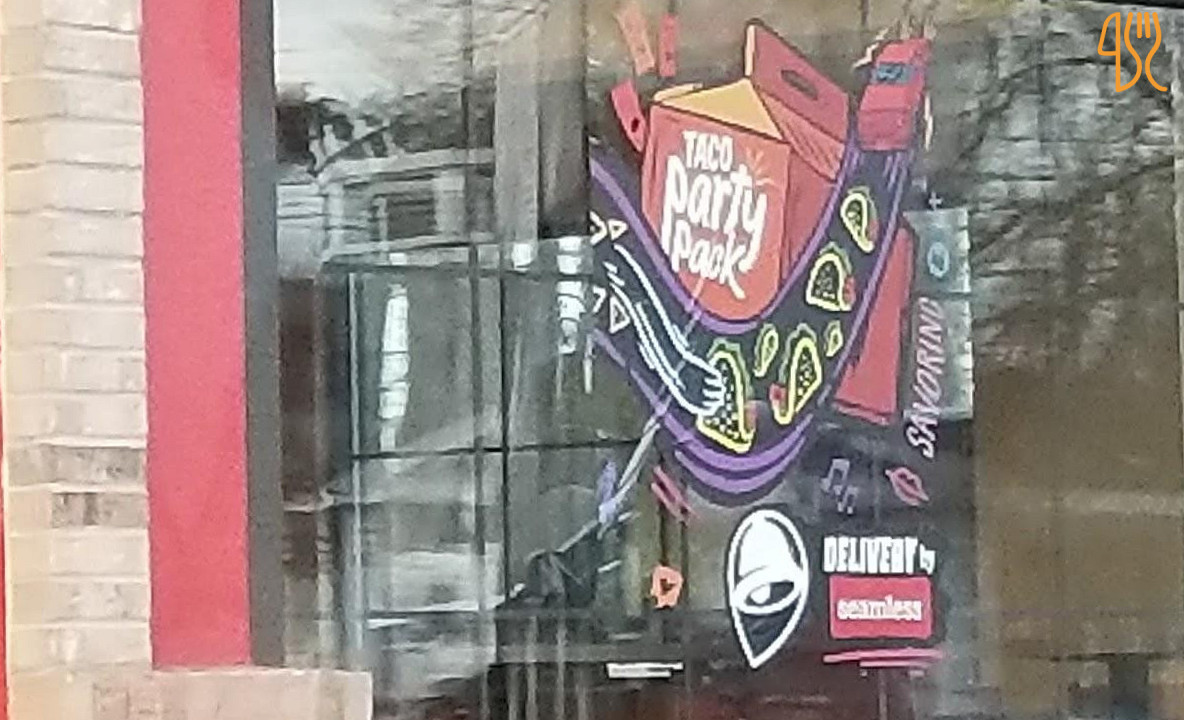 TACO
Party
Pack
SAVORING
DELIVERY by
seamless